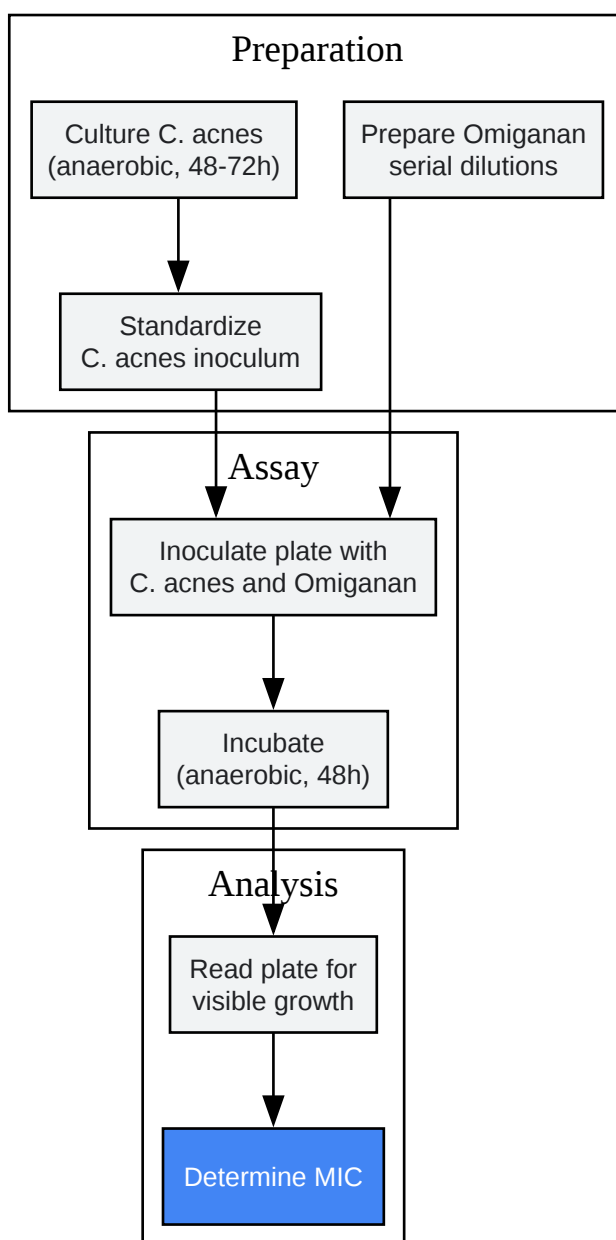 Preparation
Culture C. acnes
(anaerobic, 48-72h)
Prepare Omiganan
serial dilutions
Standardize
C. acnes inoculum
Assay
Inoculate plate with
C. acnes and Omiganan
Incubate
(anaerobic, 48h)
Analysis
Read plate for
visible growth
Determine MIC